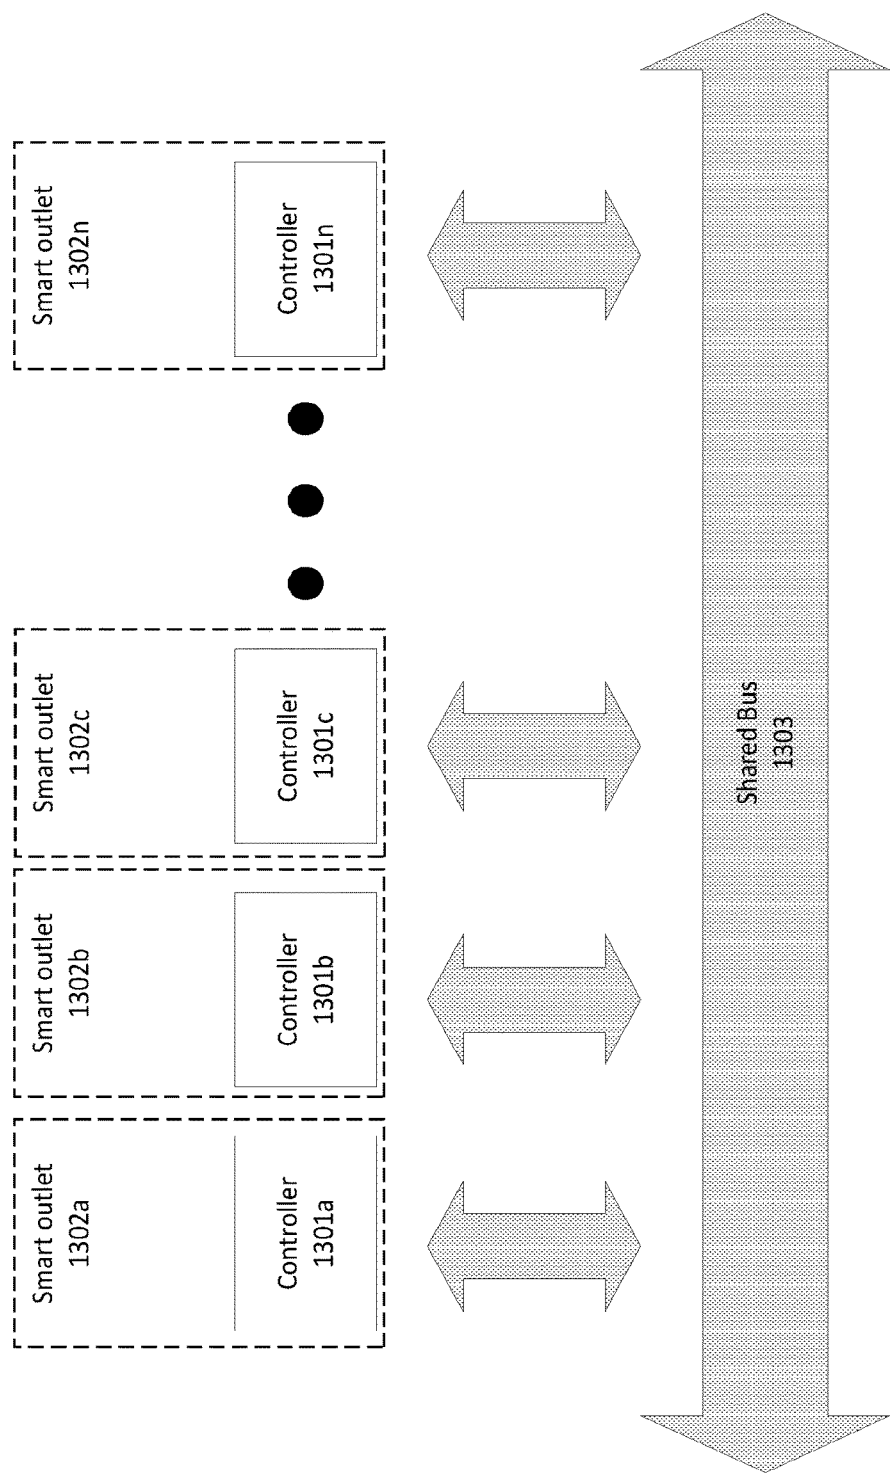 Smart outlet
1302a
Controller
1301a
Smart outlet
1302b
Controller
1301b
Smart outlet
1302c
Controller
1301c
Smart outlet
1302n
Controller
1301n
Shared Bus
1303